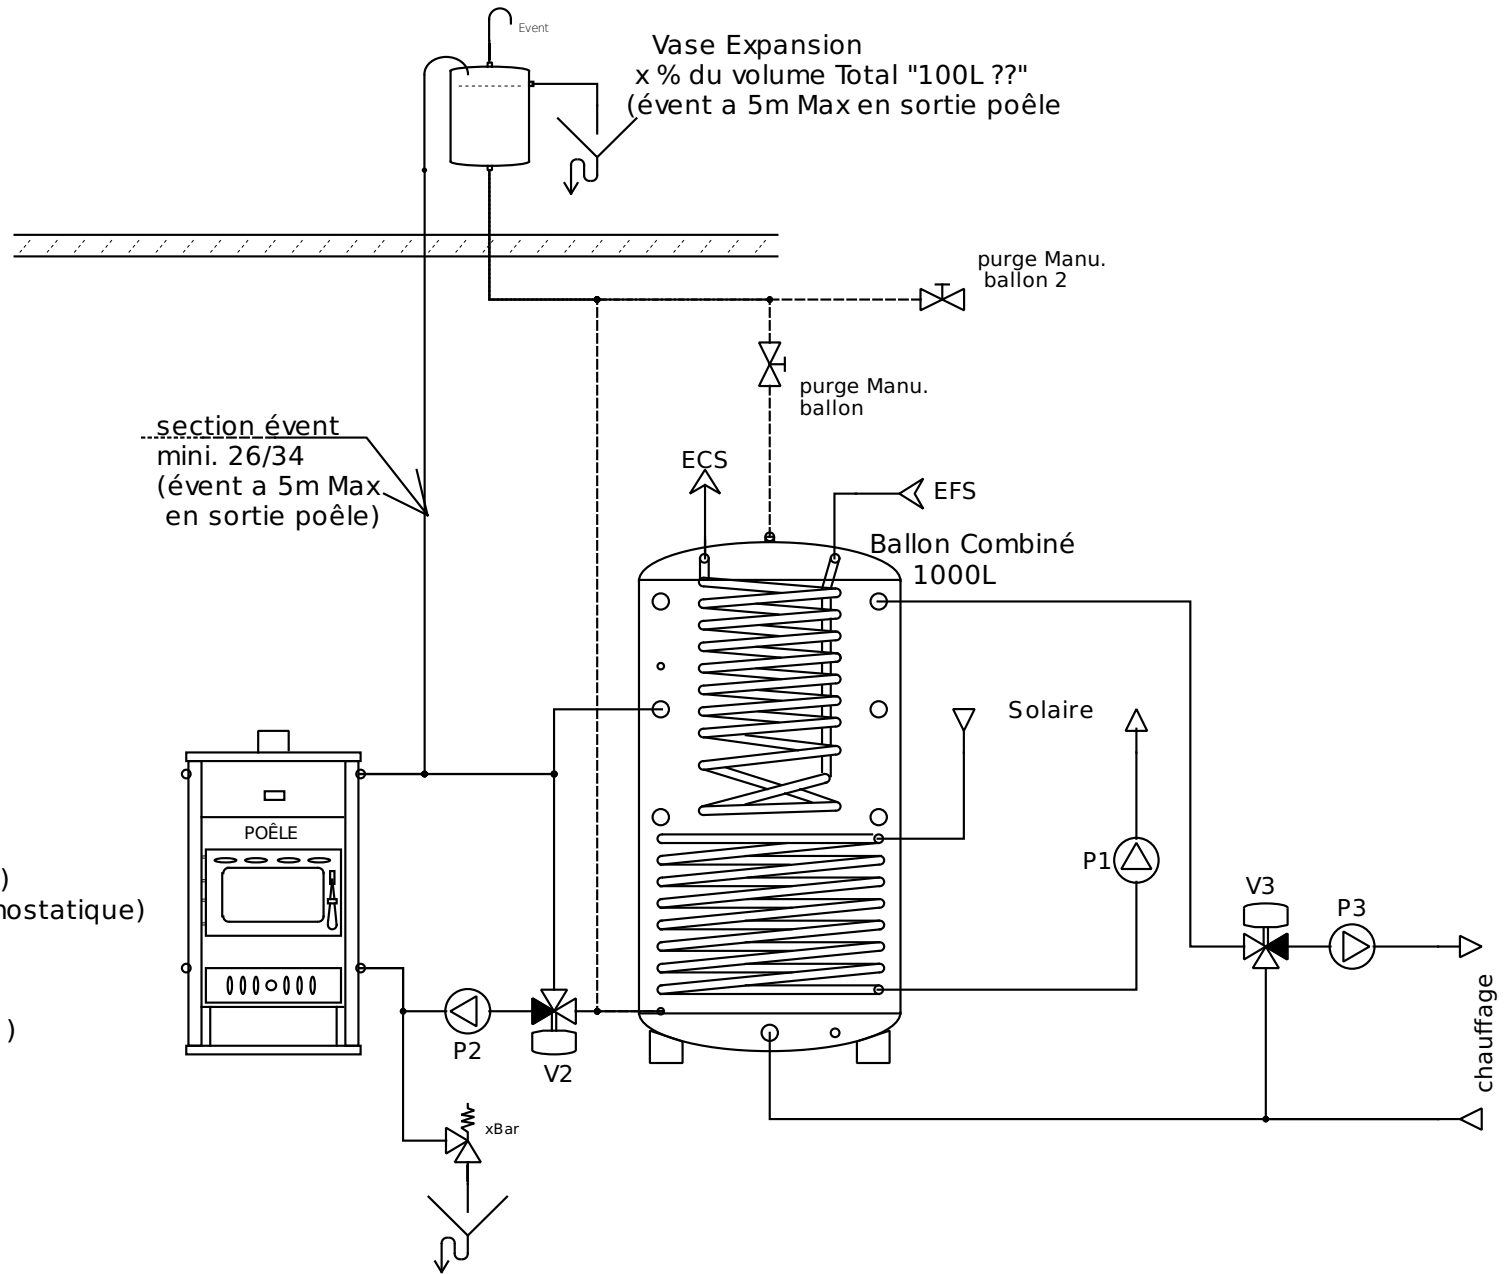 Event
Vase Expansion
x % du volume Total "100L ??"
(évent a 5m Max en sortie poêle
purge Manu.
ballon 2
purge Manu.
ballon
section évent
mini. 26/34
(évent a 5m Max
en sortie poêle)
ECS
EFS
Ballon Combiné
1000L
Solaire
POÊLE
)
nostatique)
)
P1
V3
P3
P2
V2
chauffage
xBar